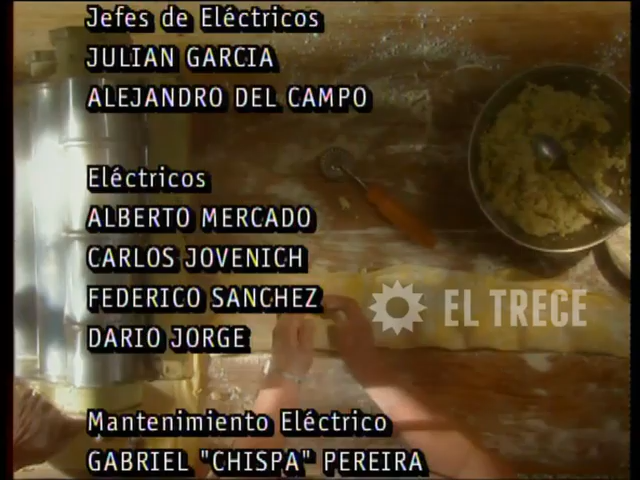 Jefes de Eléctricos
JULIAN GARCIA
ALEJANDRO DEL CAMPO
Eléctricos
ALBERTO MERCADO
CARLOS JOVENICH
FEDERICO SANCHEZ
DARIO JORGE
EL TRECE
Mantenimiento Eléctrico
GABRIEL "CHISPA" PEREIRA